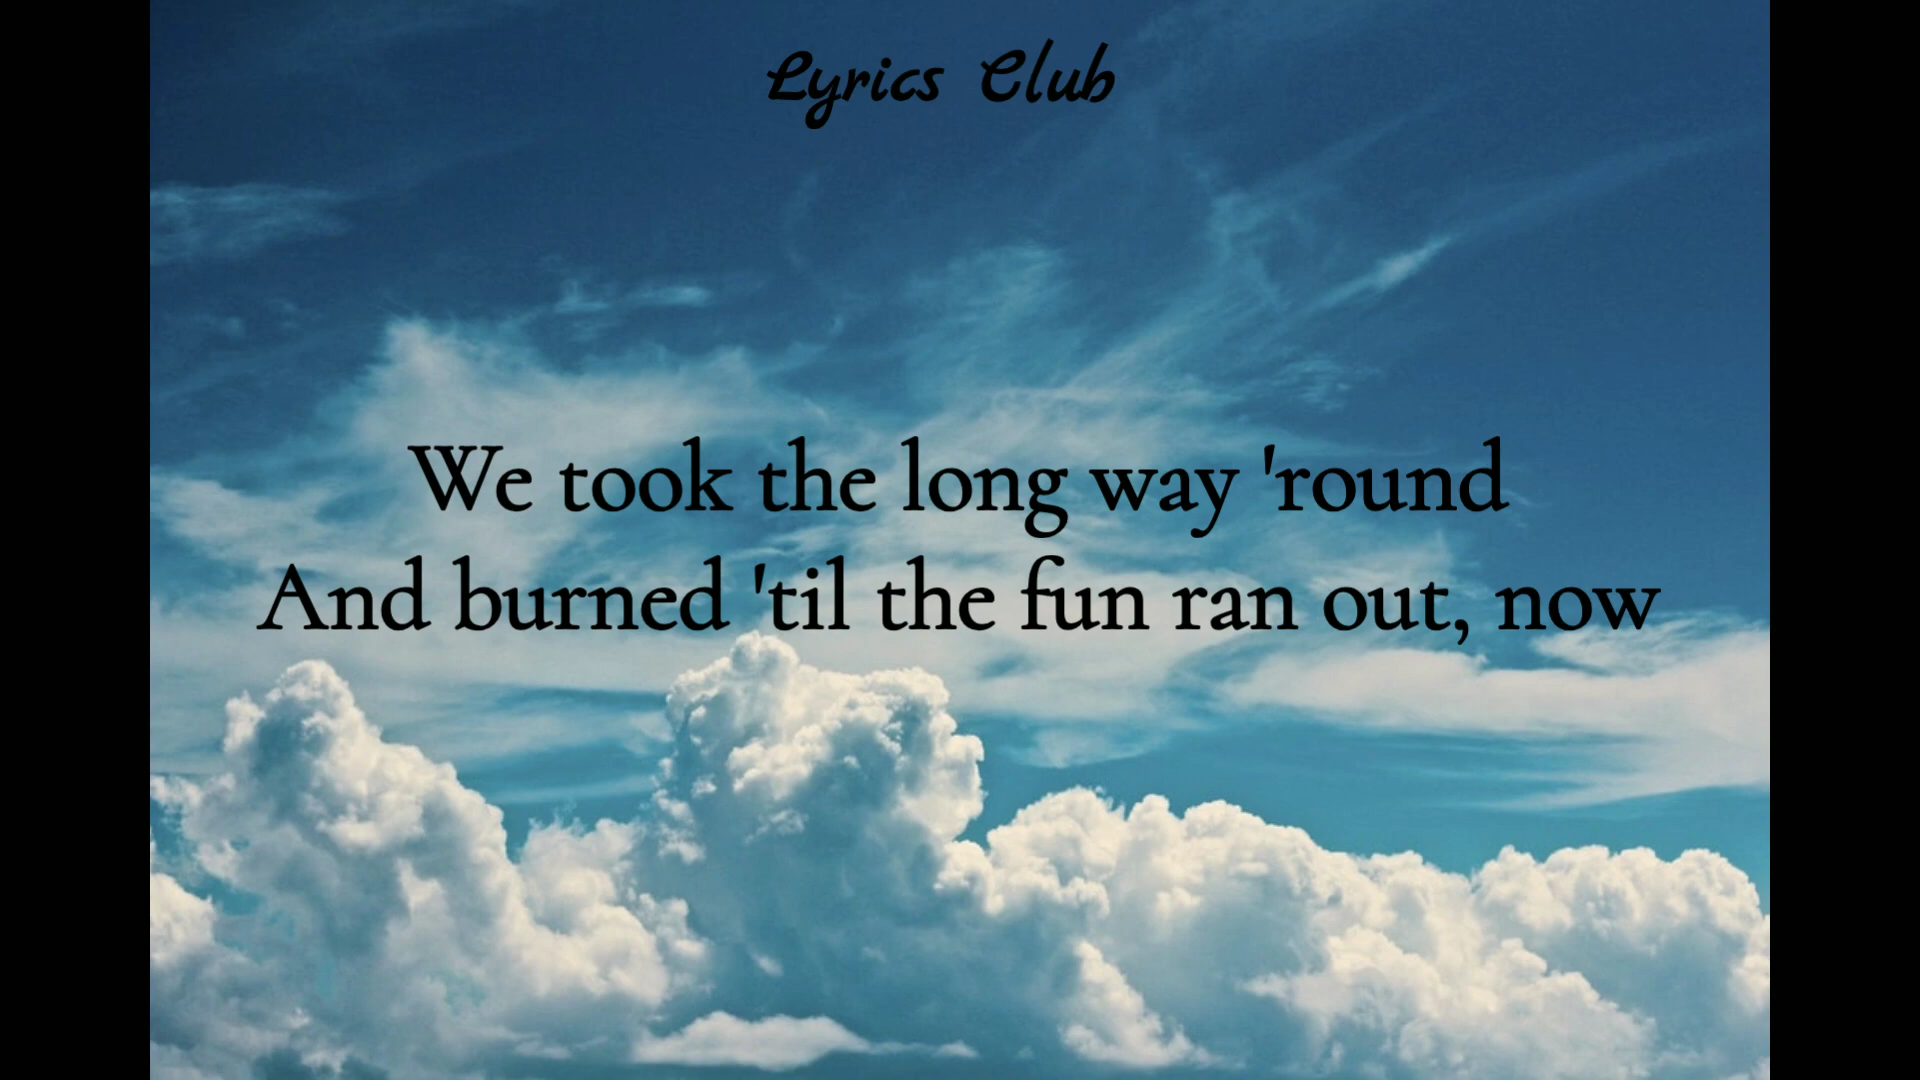 Lyrics Club
We took the long way 'round
And burned 'til the fun ran out, now